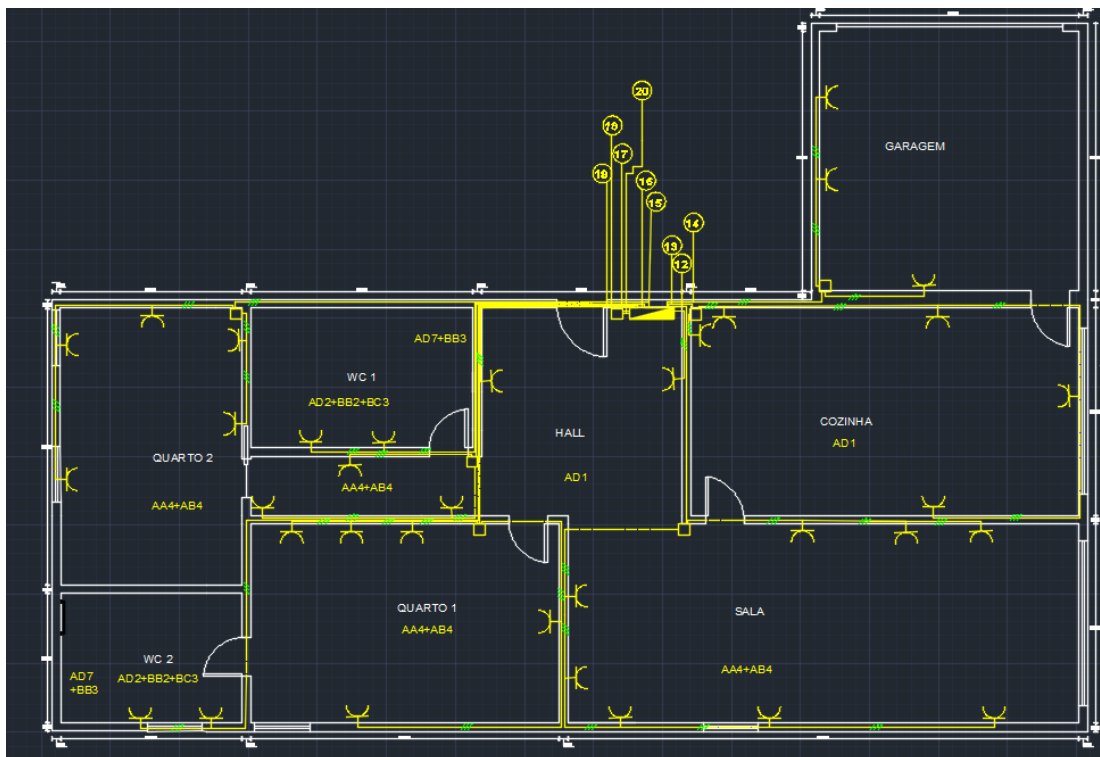 20
19
17
GARAGEM
18
16
15
14
13
12
AD7+BB3
WC 1
AD2+BB2+BC3
COZINHA
AD1
HALL
QUARTO 2
AD1
AA4+AB4
AA4+AB4
QUARTO 1
AA4+AB4
SALA
WC 2
AD7
+BB3
AD2+BB2+BC3
AA4+AB4